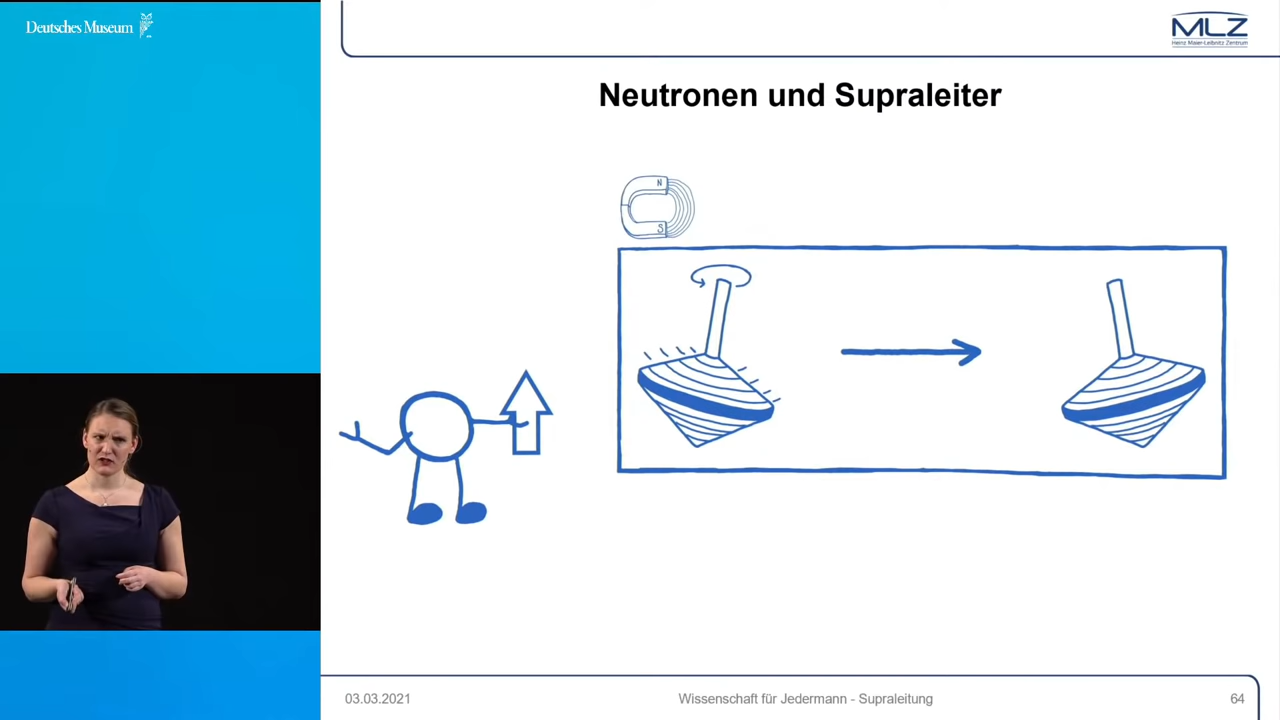 Deutsches Museum
MLZ
Heinz Maier-Leibnitz Zentrum
Neutronen und Supraleiter
N
S
03.03.2021
Wissenschaft für Jedermann - Supraleitung
64